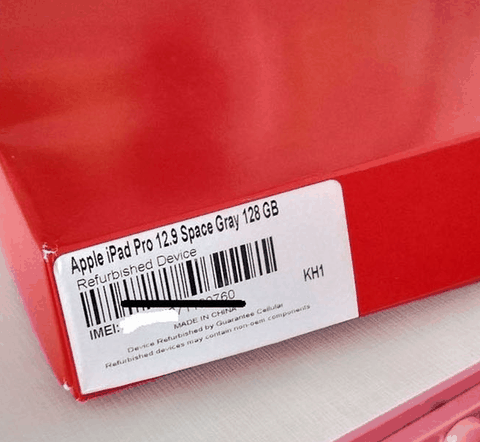 Apple iPad Pro 12.9 Space Gray 128 GB
Refurbished Device
0760
KH1
IMEI:
MADE IN CHINA
Device Refurbished by Guarantee Cellular
Refurbished devices may contain non-oem components